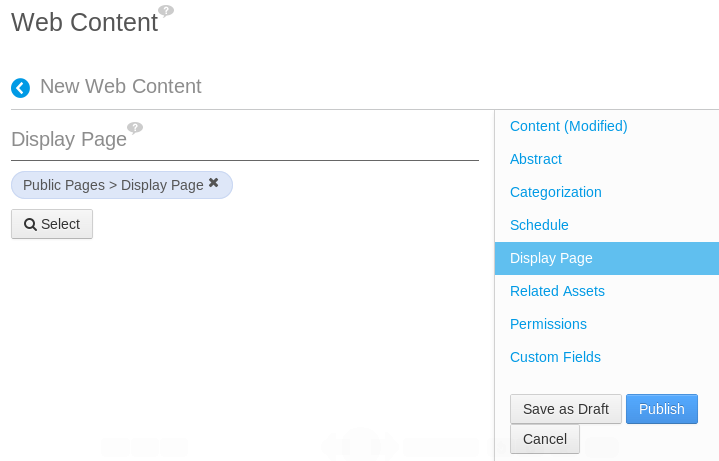 Web Content
New Web Content
Display Page
Public Pages > Display Page
Select
Content (Modified)
Abstract
Categorization
Schedule
Display Page
Related Assets
Permissions
Custom Fields
Save as Draft
Publish
Cancel